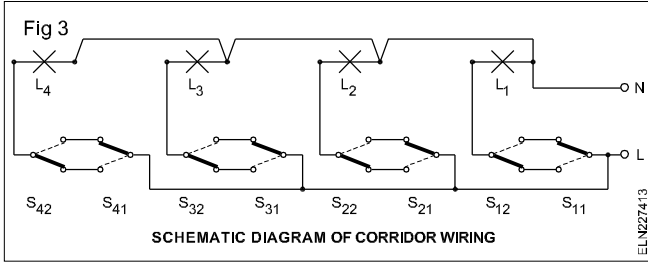 Fig 3
L4 L3 L2 L1
N
L
S42 S41 S32 S31 S22 S21 S12 S11
SCHEMATIC DIAGRAM OF CORRIDOR WIRING
ELN227413